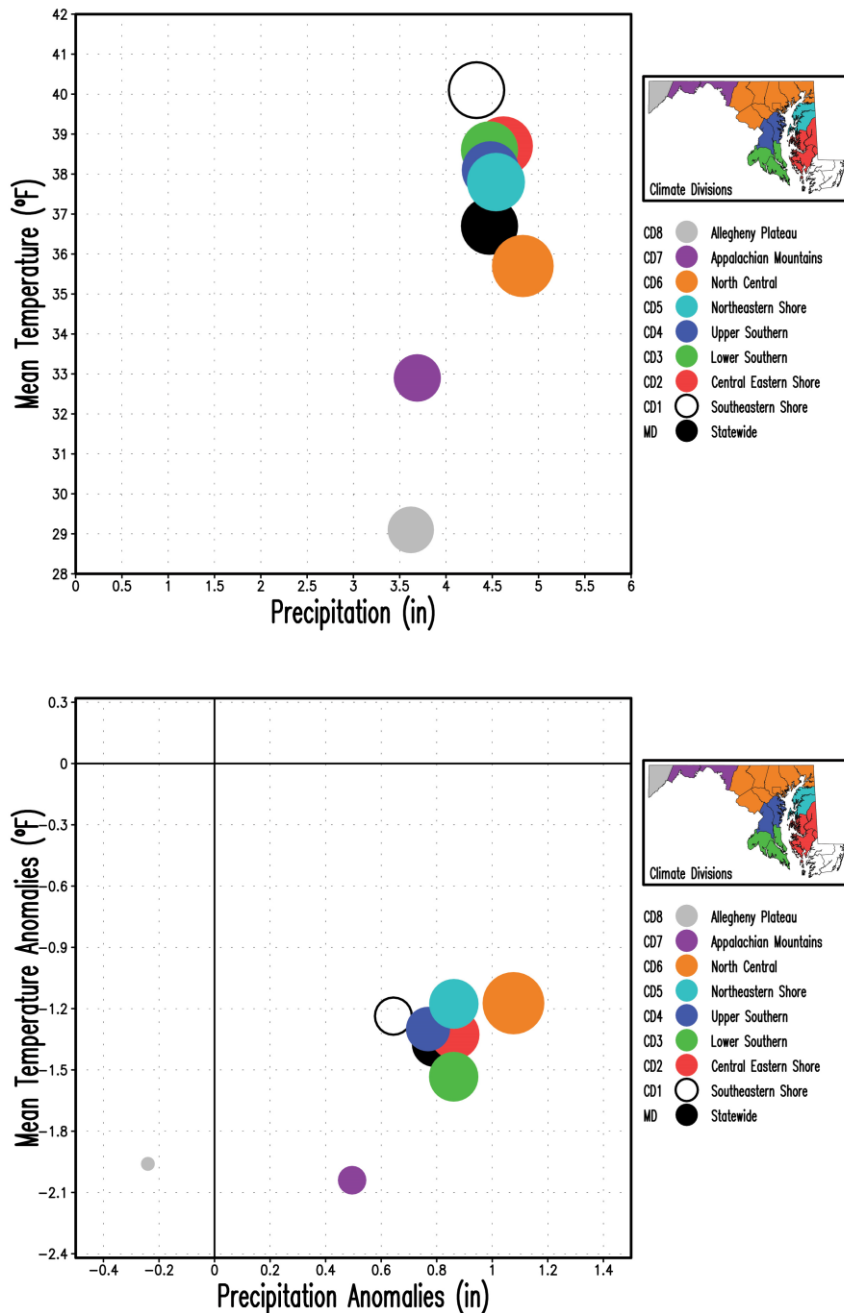 42
41
40
39
38
37
36
35
34
33
32
31
30
29
28
Mean Temperature (°F)
0 0.5 1 1.5 2 2.5 3 3.5 4 4.5 5 5.5 6
Precipitation (in)
Climate Divisions
CD8 Allegheny Plateau
CD7 Appalachian Mountains
CD6 North Central
CD5 Northeastern Shore
CD4 Upper Southern
CD3 Lower Southern
CD2 Central Eastern Shore
CD1 Southeastern Shore
MD Statewide
0.3
0
-0.3
-0.6
-0.9
-1.2
-1.5
-1.8
-2.1
-2.4
Mean Temperature Anomalies (°F)
-0.4 -0.2 0 0.2 0.4 0.6 0.8 1 1.2 1.4
Precipitation Anomalies (in)
Climate Divisions
CD8 Allegheny Plateau
CD7 Appalachian Mountains
CD6 North Central
CD5 Northeastern Shore
CD4 Upper Southern
CD3 Lower Southern
CD2 Central Eastern Shore
CD1 Southeastern Shore
MD Statewide